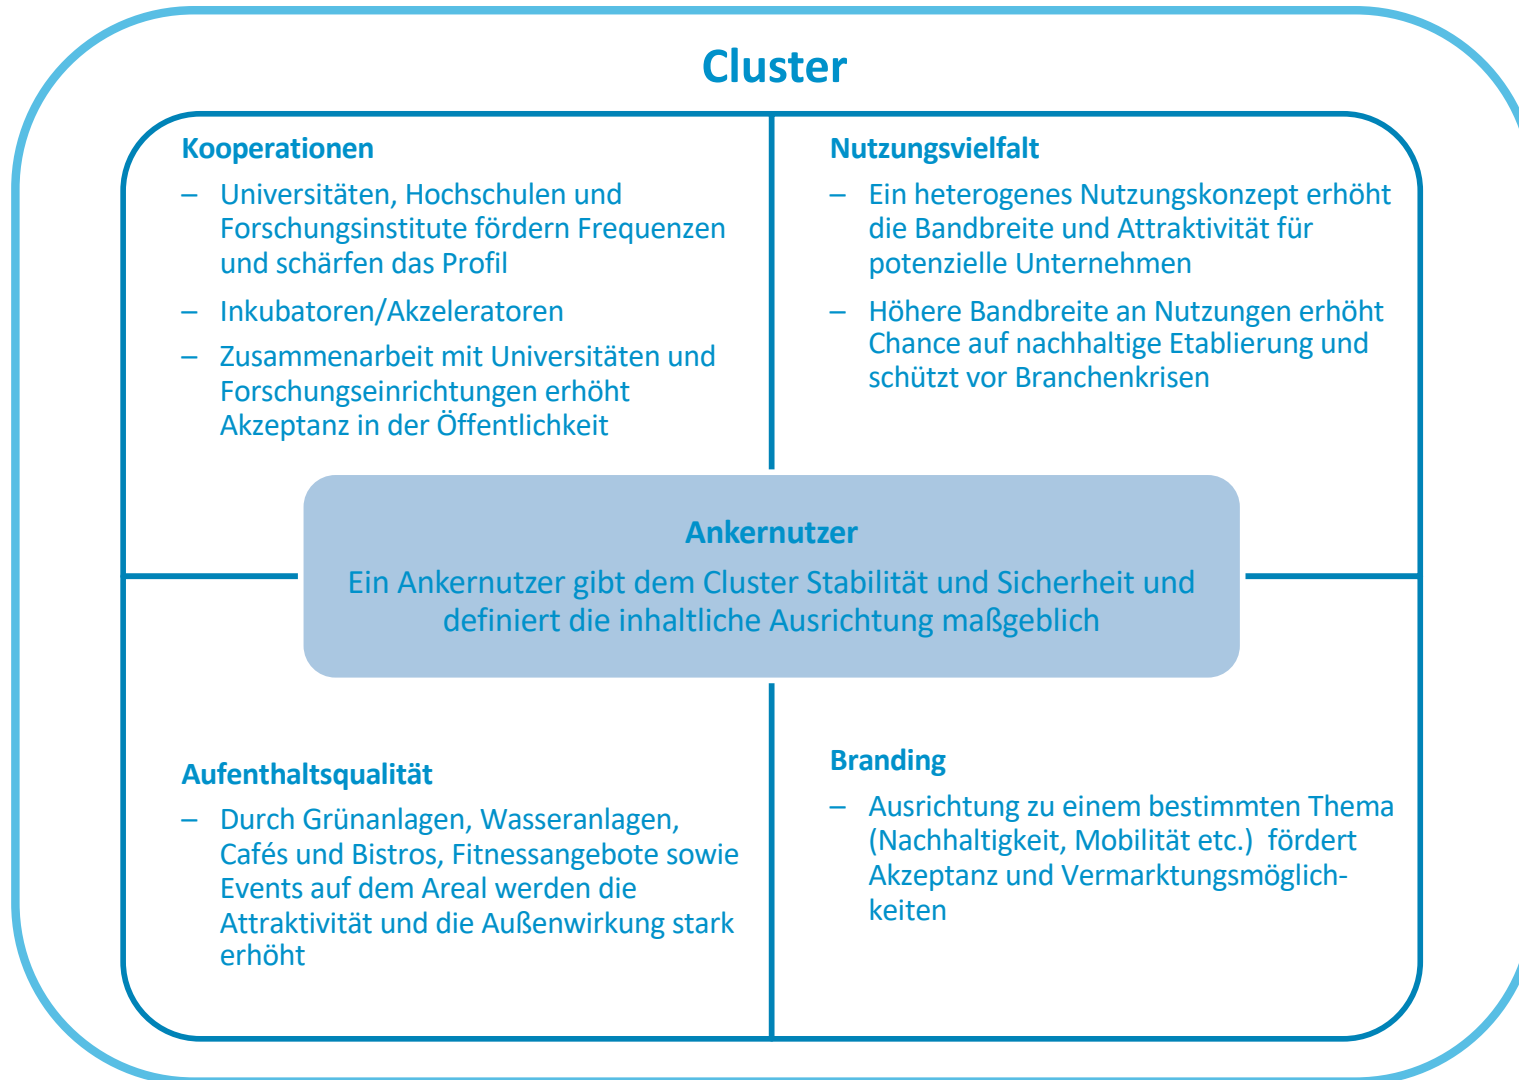 Cluster
Kooperationen
– Universitäten, Hochschulen und
Forschungsinstitute fördern Frequenzen
und schärfen das Profil
– Inkubatoren/Akzeleratoren
– Zusammenarbeit mit Universitäten und
Forschungseinrichtungen erhöht
Akzeptanz in der Öffentlichkeit
Nutzungsvielfalt
– Ein heterogenes Nutzungskonzept erhöht
die Bandbreite und Attraktivität für
potenzielle Unternehmen
– Höhere Bandbreite an Nutzungen erhöht
Chance auf nachhaltige Etablierung und
schützt vor Branchenkrisen
Ankernutzer
Ein Ankernutzer gibt dem Cluster Stabilität und Sicherheit und
definiert die inhaltliche Ausrichtung maßgeblich
Aufenthaltsqualität
– Durch Grünanlagen, Wasseranlagen,
Cafés und Bistros, Fitnessangebote sowie
Events auf dem Areal werden die
Attraktivität und die Außenwirkung stark
erhöht
Branding
– Ausrichtung zu einem bestimmten Thema
(Nachhaltigkeit, Mobilität etc.)  fördert
Akzeptanz und Vermarktungsmöglich-
keiten